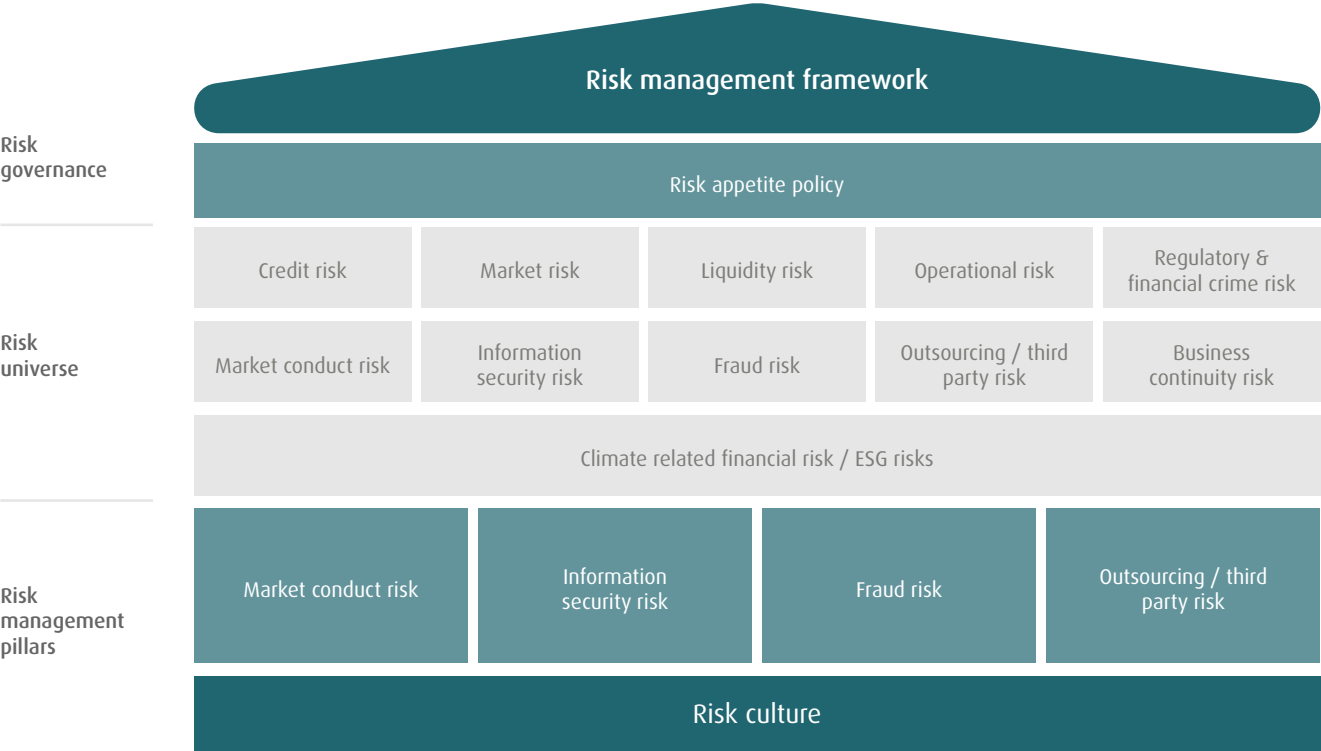 Risk management framework
Risk
governance
Risk appetite policy
Risk
universe
Credit risk
Market risk
Liquidity risk
Operational risk
Regulatory &
financial crime risk
Market conduct risk
Information
security risk
Fraud risk
Outsourcing / third
party risk
Business
continuity risk
Climate related financial risk / ESG risks
Risk
management
pillars
Market conduct risk
Information
security risk
Fraud risk
Outsourcing / third
party risk
Risk culture